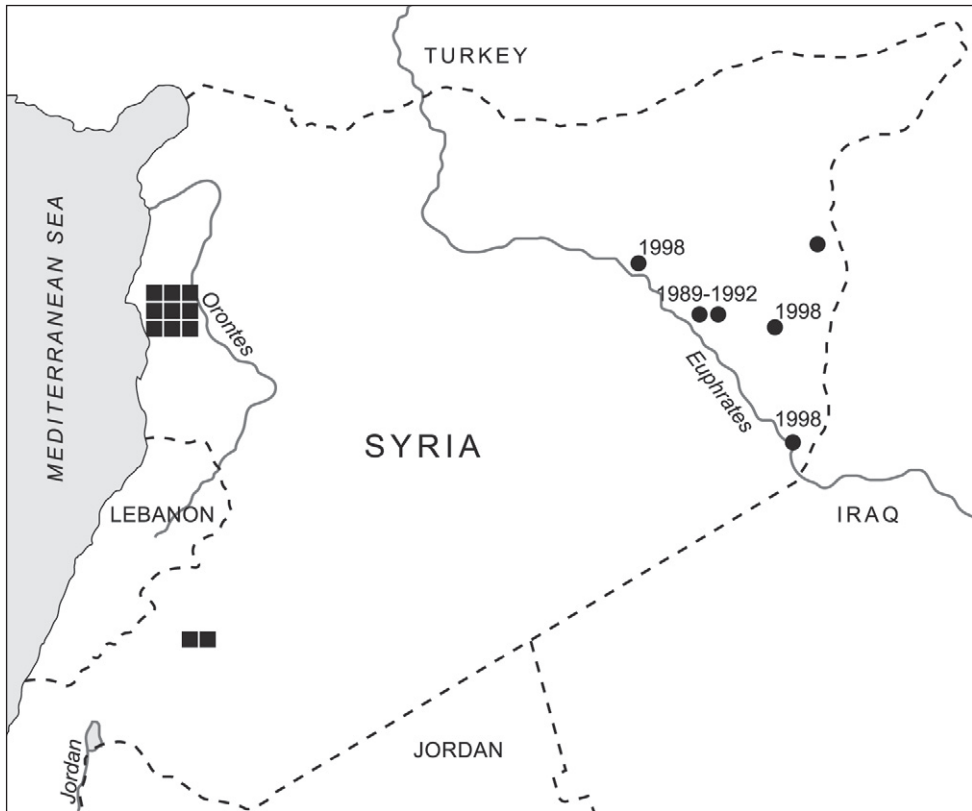 TURKEY
MEDITERRANEAN SEA
1998
1989-1992
1998
Orontes
Euphrates
SYRIA
1998
LEBANON
IRAQ
JORDAN
Jordan